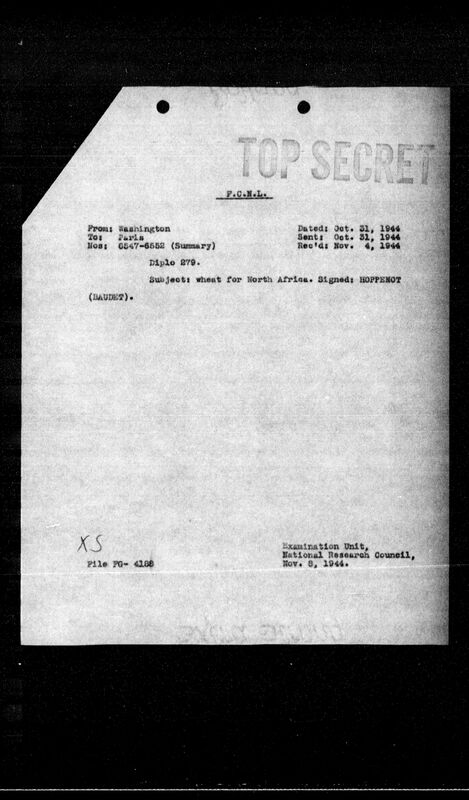 TOP SECRET
F.C.N.L.
From: Washington Dated: Oct. 31, 1944
To: Paris Sent: Oct. 31, 1944
Nos: 6547-6552 (Summary) Rec'd: Nov. 4, 1944
Diplo 279.
Subject: wheat for North Africa. Signed: HOPPENOT
(BAUDET).
XS
Examination Unit,
National Research Council,
File FG- 4188 Nov. 8, 1944.